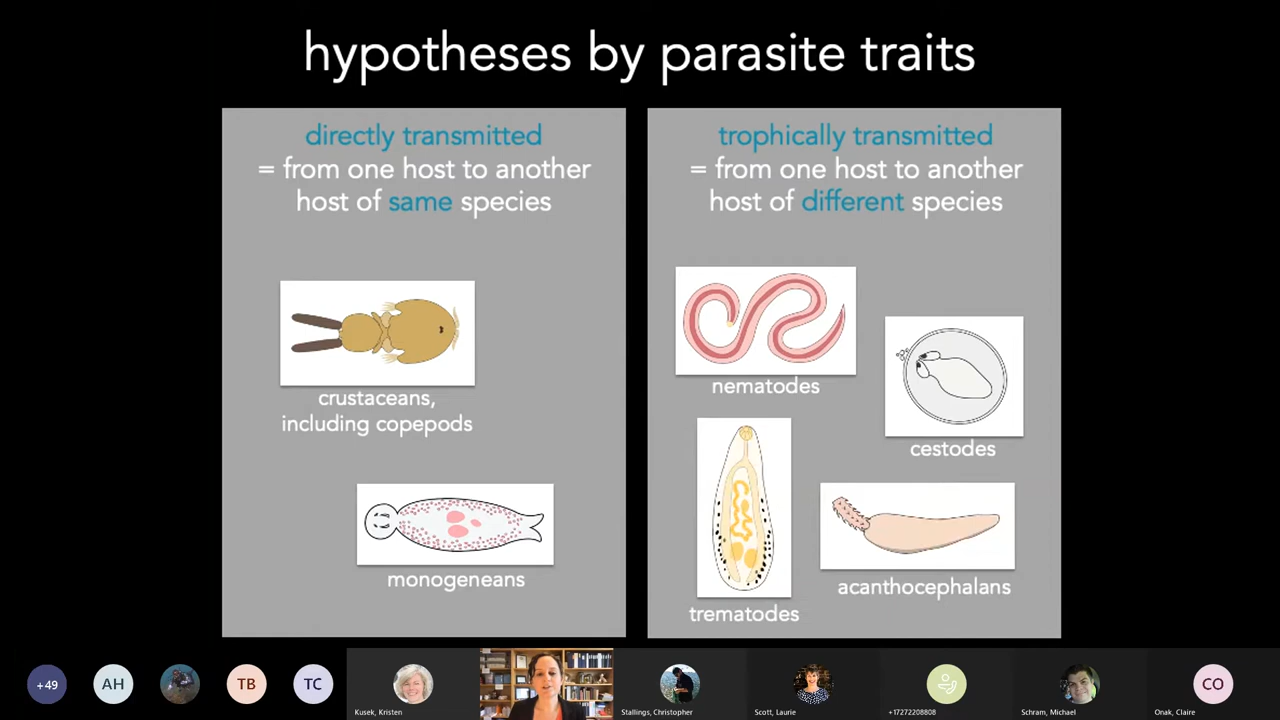 hypotheses by parasite traits
directly transmitted
= from one host to another
host of same species
crustaceans,
including copepods
monogeneans
trophically transmitted
= from one host to another
host of different species
nematodes
cestodes
trematodes
acanthocephalans
+49
AH
TB
TC
Kusek, Kristen
Stallings, Christopher
Scott, Laurie
+17272208808
Schram, Michael
CO
Onak, Claire